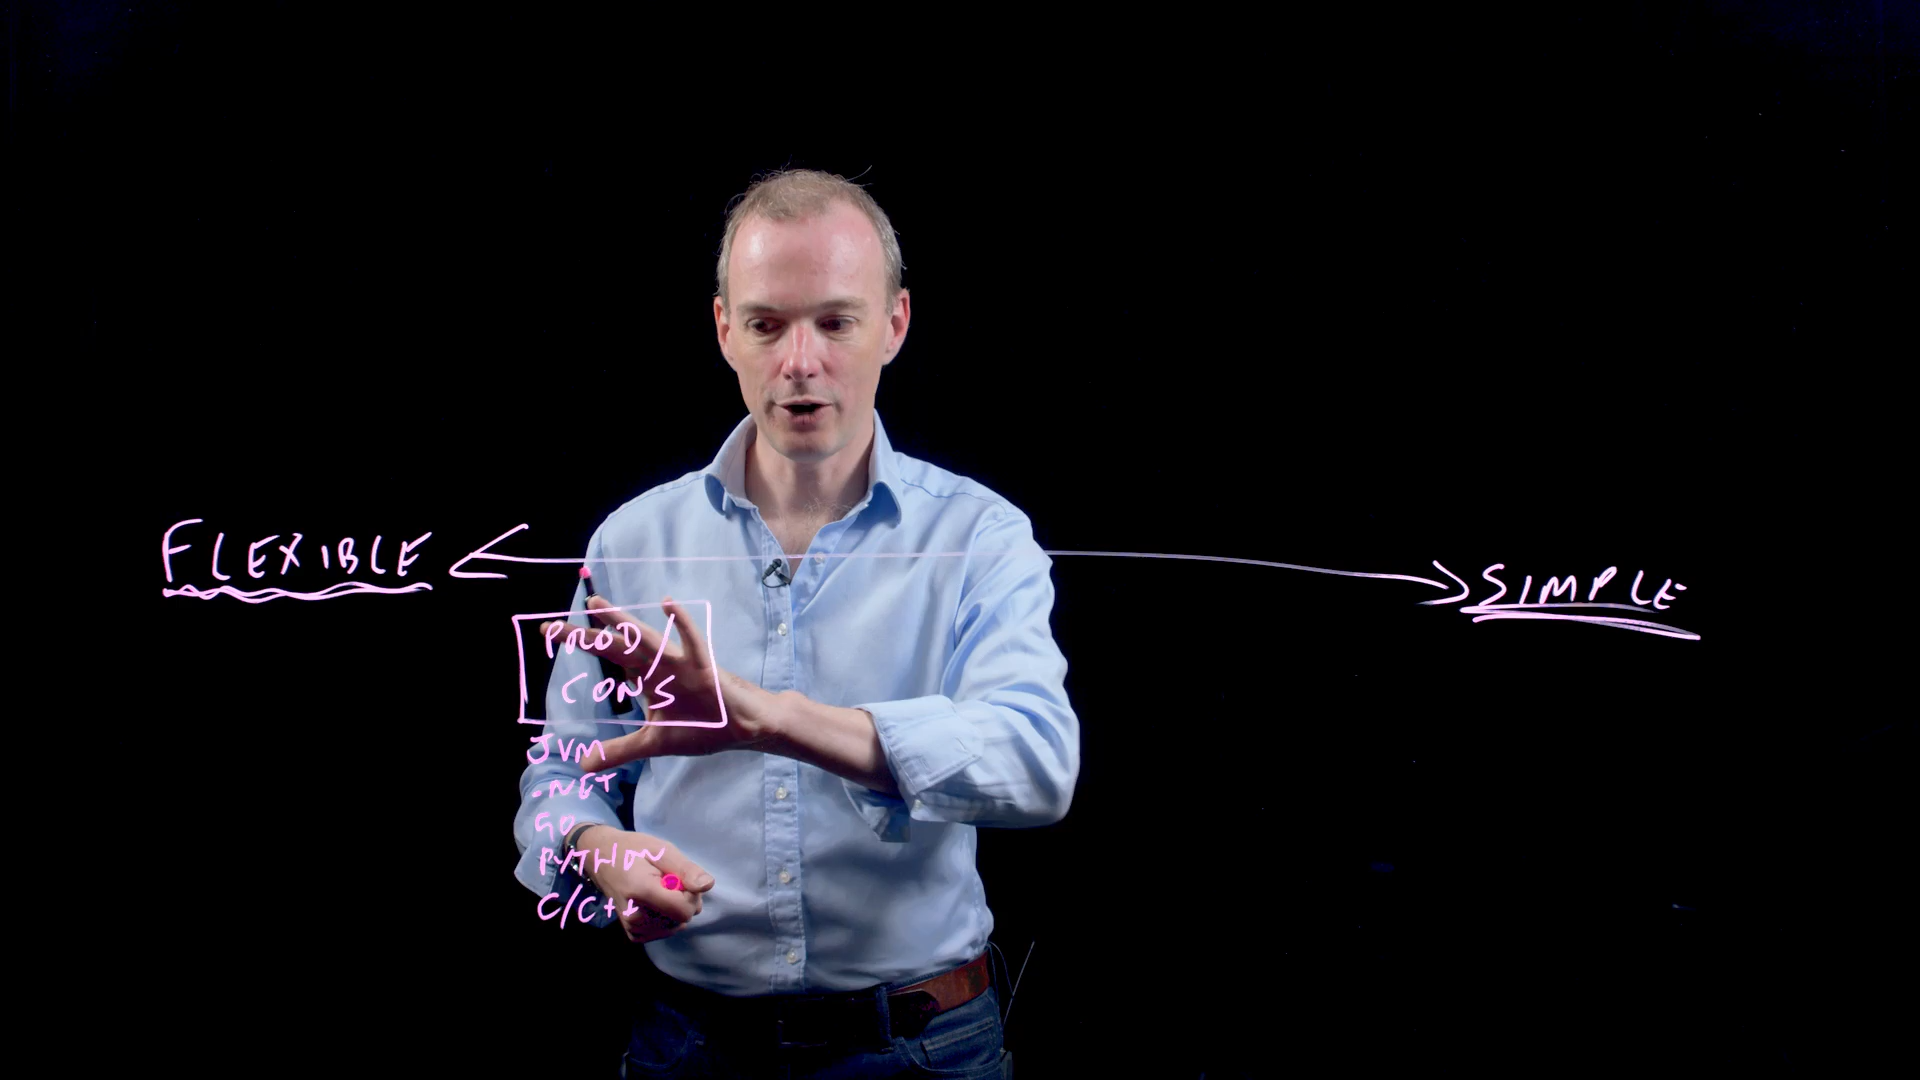 FLEXIBLE
SIMPLE
PROD/
CONS
JVM
.NET
GO
PYTHON
C/C++